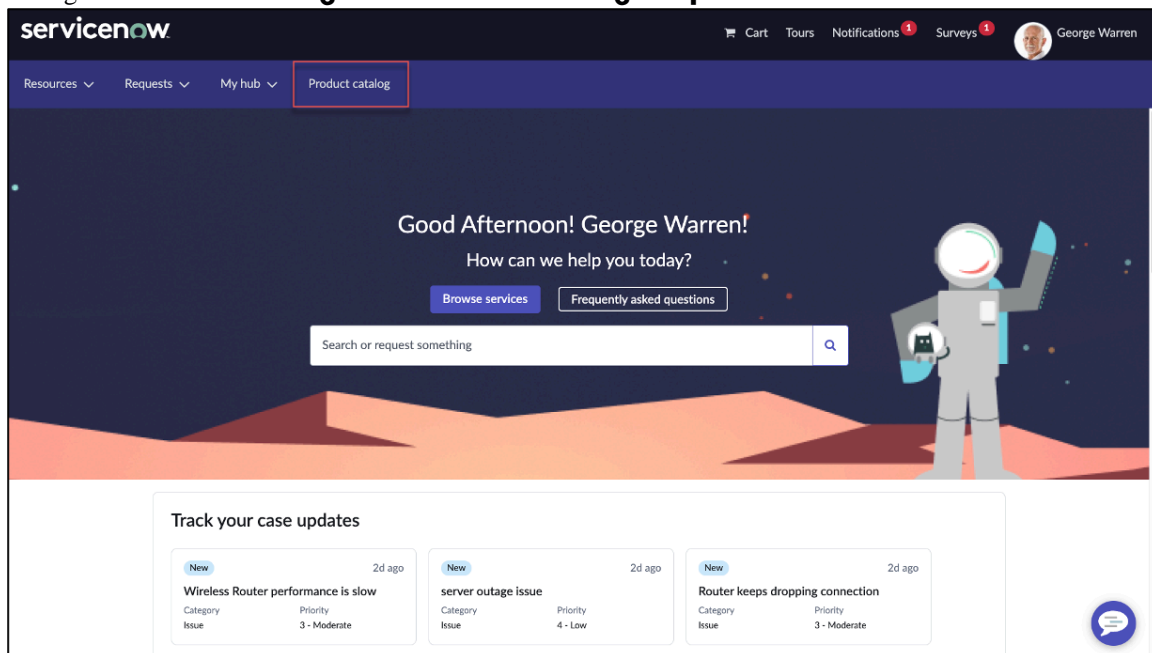 servicenow
Cart Tours Notifications 1 Surveys 1 George Warren
Resources Requests My hub Product catalog
Good Afternoon! George Warren!
How can we help you today?
Browse services Frequently asked questions
Search or request something
Track your case updates
New 2d ago New 2d ago New 2d ago
Wireless Router performance is slow server outage issue Router keeps dropping connection
Category Priority Category Priority Category Priority
Issue 3 - Moderate Issue 4 - Low Issue 3 - Moderate